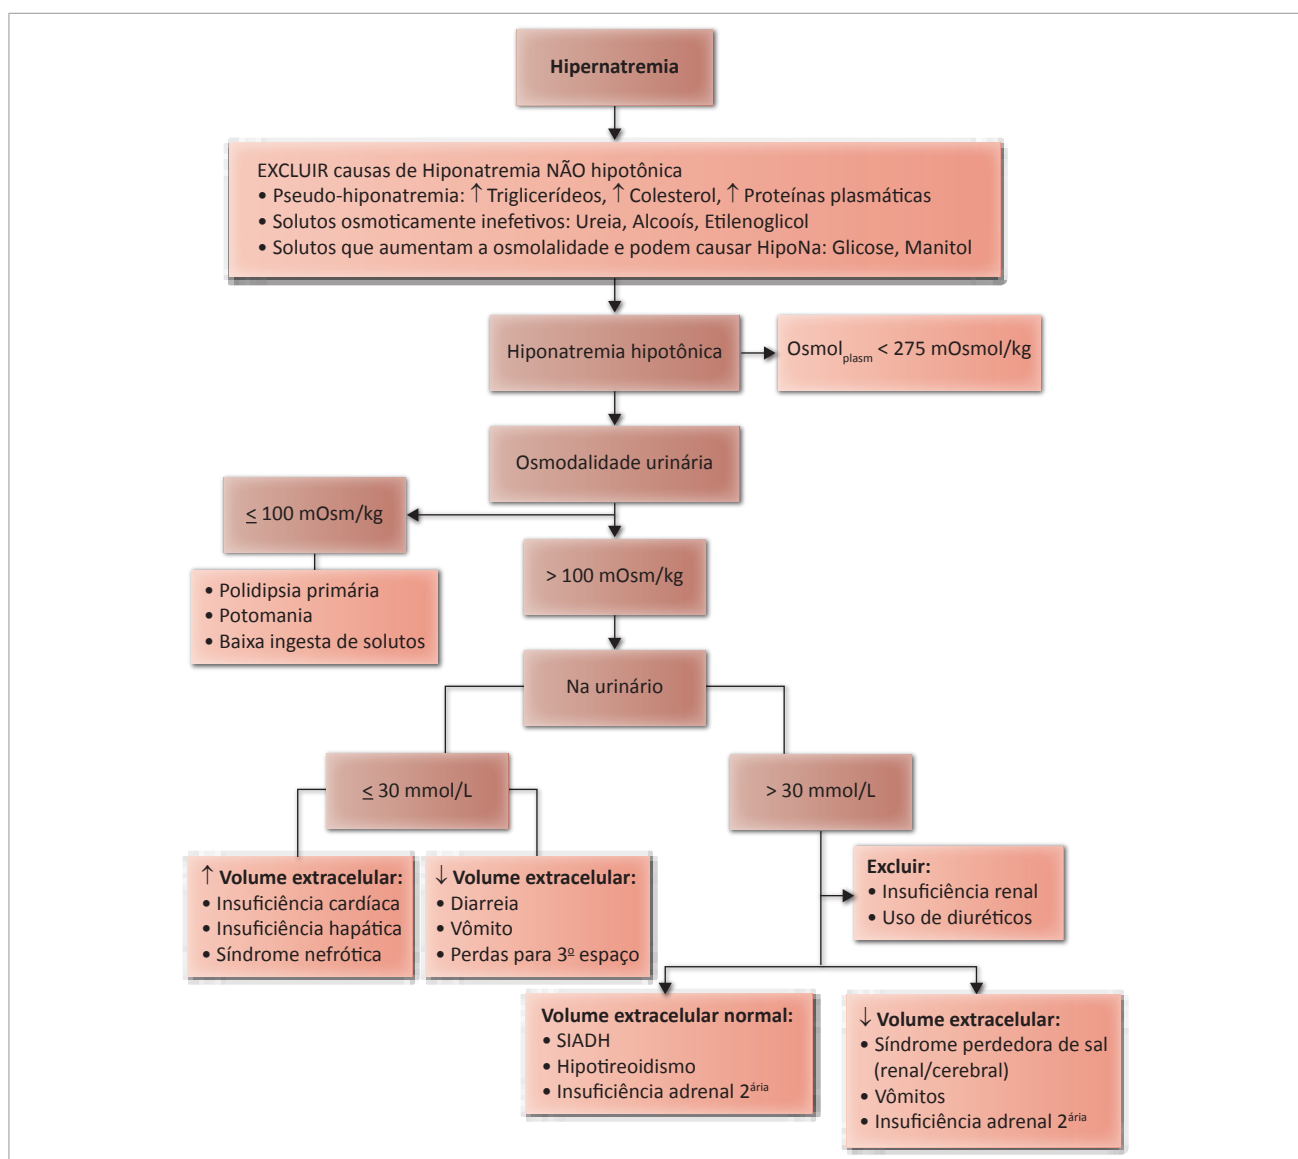 Hipernatremia
EXCLUIR causas de Hiponatremia NÃO hipotônica
• Pseudo-hiponatremia: ↑ Triglicerídeos, ↑ Colesterol, ↑ Proteínas plasmáticas
• Solutos osmoticamente inefetivos: Ureia, Alcoóis, Etilenoglicol
• Solutos que aumentam a osmolalidade e podem causar HipoNa: Glicose, Manitol
Hiponatremia hipotônica
Osmolplasm < 275 mOsmol/kg
Osmodalidade urinária
≤ 100 mOsm/kg
• Polidipsia primária
• Potomania
• Baixa ingesta de solutos
> 100 mOsm/kg
Na urinário
≤ 30 mmol/L
> 30 mmol/L
↑ Volume extracelular:
• Insuficiência cardíaca
• Insuficiência hapática
• Síndrome nefrótica
↓ Volume extracelular:
• Diarreia
• Vômito
• Perdas para 3º espaço
Excluir:
• Insuficiência renal
• Uso de diuréticos
Volume extracelular normal:
• SIADH
• Hipotireoidismo
• Insuficiência adrenal 2ária
↓ Volume extracelular:
• Síndrome perdedora de sal
(renal/cerebral)
• Vômitos
• Insuficiência adrenal 2ária